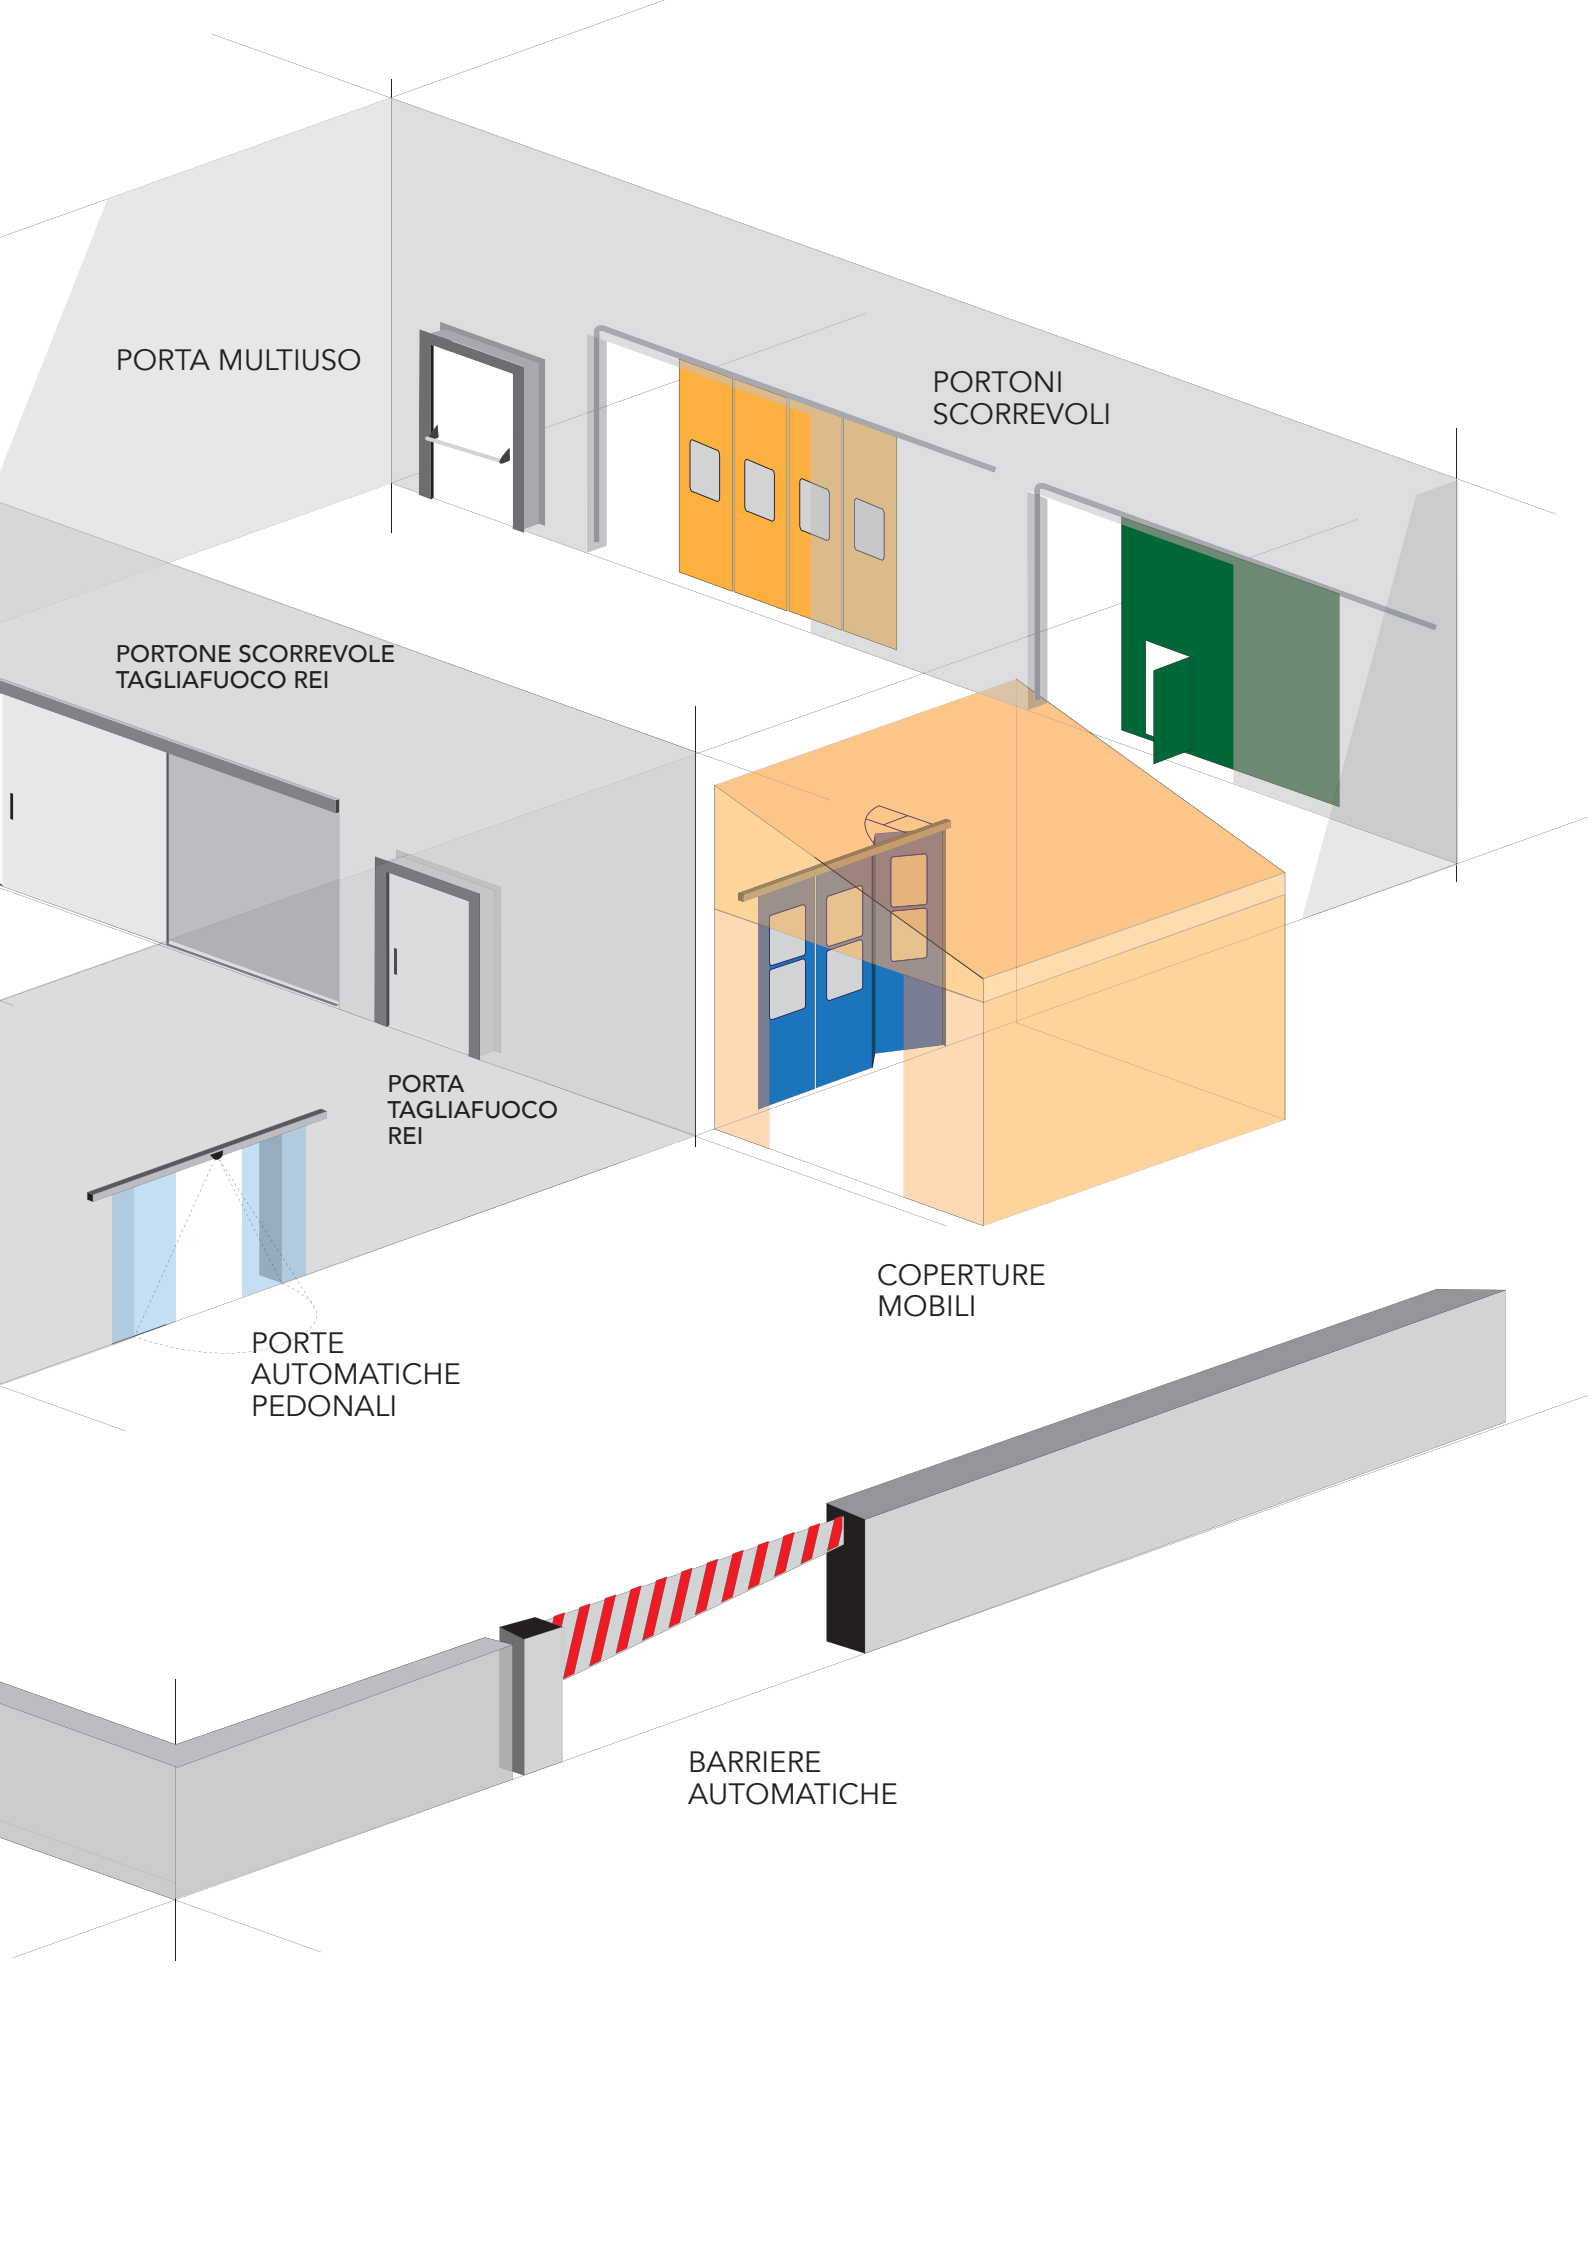 PORTA MULTIUSO
PORTONI
SCORREVOLI
PORTONE SCORREVOLE
TAGLIAFUOCO REI
PORTA
TAGLIAFUOCO
REI
COPERTURE
MOBILI
PORTE
AUTOMATICHE
PEDONALI
BARRIERE
AUTOMATICHE